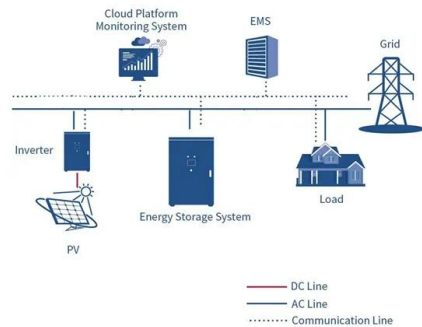 Cloud Platform
Monitoring System
EMS
Grid
Inverter
Energy Storage System
Load
PV
DC Line
AC Line
Communication Line